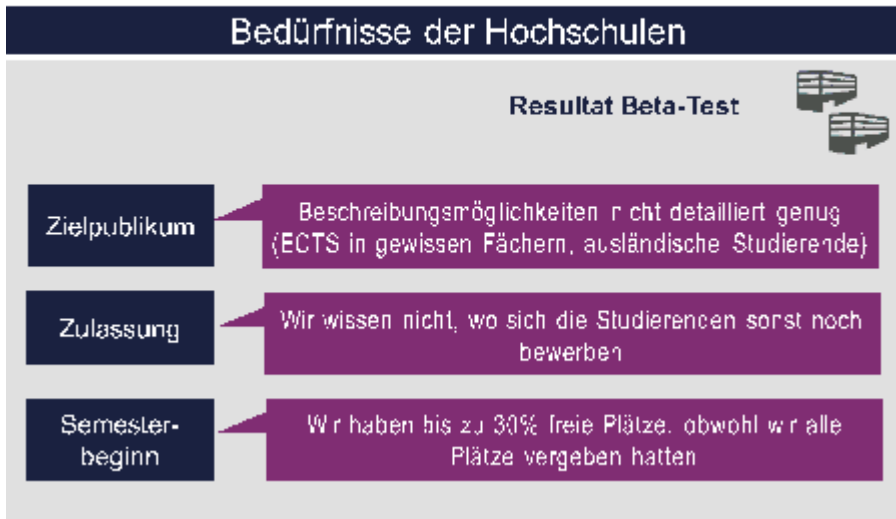 Bedürfnisse der Hochschulen
Resultat Beta-Test
Zielpublikum
Beschreibungsmöglichkeiten nicht detailliert genug
(ECTS in gewissen Fächern, ausländische Studierende)
Zulassung
Wir wissen nicht, wo sich die Studierenden sonst noch
bewerben
Semester-
beginn
Wir haben bis zu 30% freie Plätze, obwohl wir alle
Plätze vergeben hatten